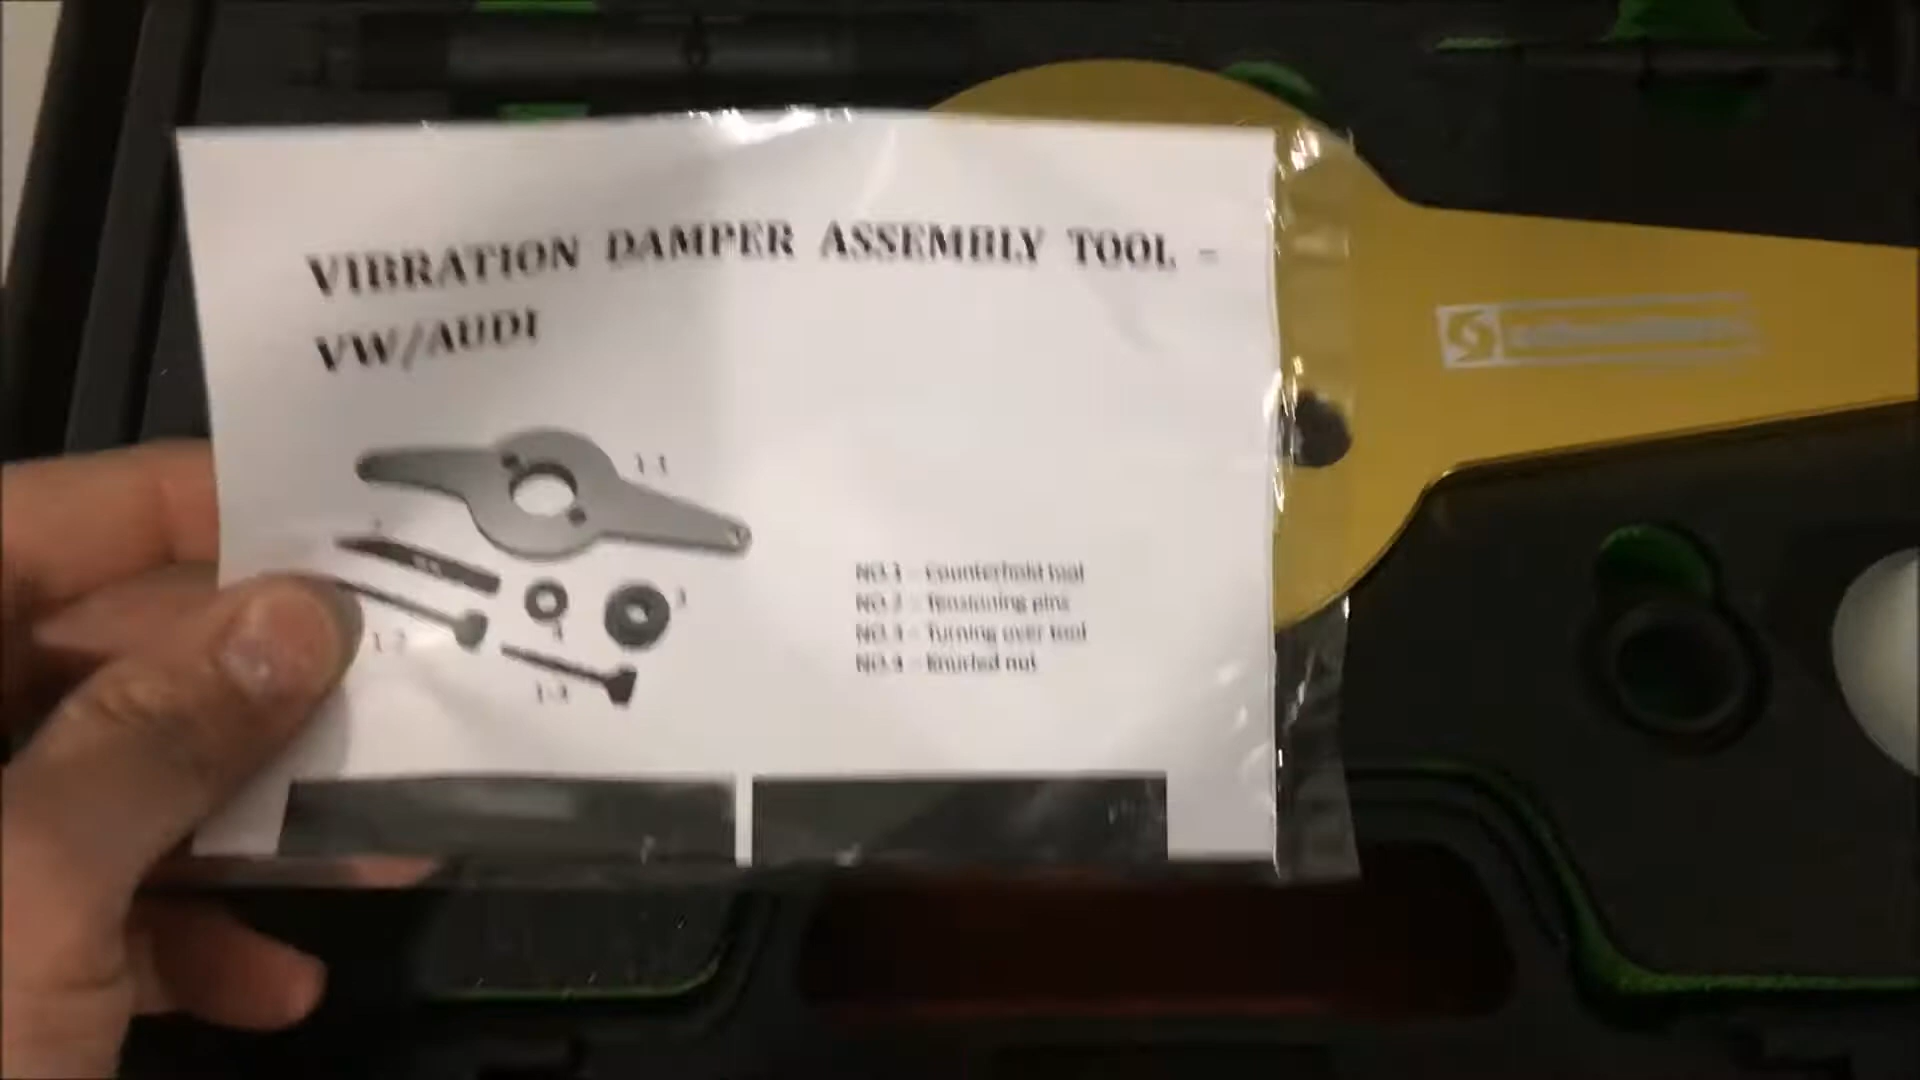 VIBRATION DAMPER ASSEMBLY TOOL -
VW/AUDI
1-1
3
4
1-2
1-3
NO.1 - Counterhold tool
NO.2 - Tensioning pins
NO.3 - Turning over tool
NO.4 - Knurled nut